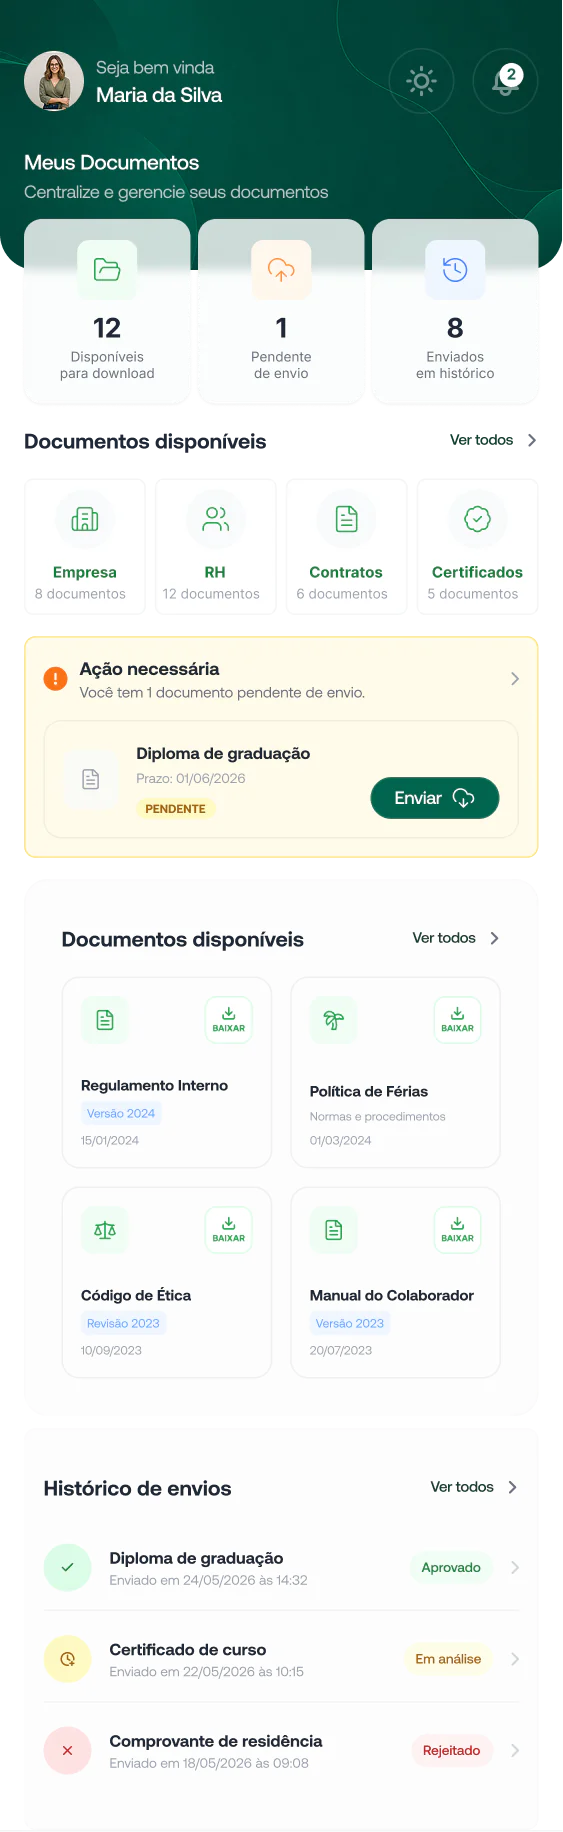 Seja bem vinda
Maria da Silva
2
Meus Documentos
Centralize e gerencie seus documentos
12
Disponíveis
para download
1
Pendente
de envio
8
Enviados
em histórico
Documentos disponíveis
Ver todos
Empresa
8 documentos
RH
12 documentos
Contratos
6 documentos
Certificados
5 documentos
Ação necessária
Você tem 1 documento pendente de envio.
Diploma de graduação
Prazo: 01/06/2026
PENDENTE
Enviar
Documentos disponíveis
Ver todos
BAIXAR
Regulamento Interno
Versão 2024
15/01/2024
BAIXAR
Política de Férias
Normas e procedimentos
01/03/2024
BAIXAR
Código de Ética
Revisão 2023
10/09/2023
BAIXAR
Manual do Colaborador
Versão 2023
20/07/2023
Histórico de envios
Ver todos
Diploma de graduação
Enviado em 24/05/2026 às 14:32
Aprovado
Certificado de curso
Enviado em 22/05/2026 às 10:15
Em análise
Comprovante de residência
Enviado em 18/05/2026 às 09:08
Rejeitado